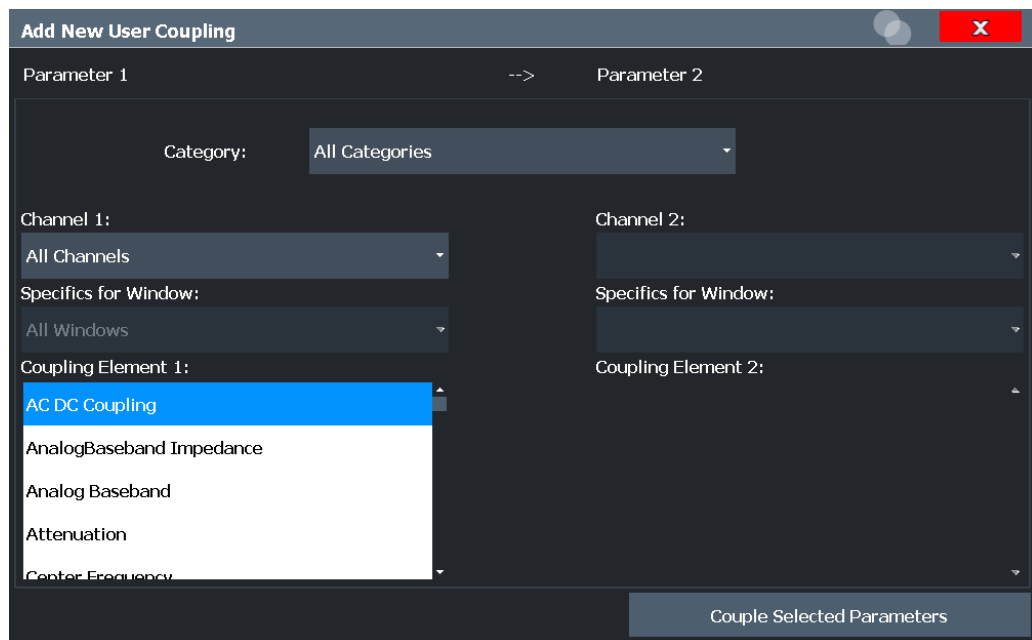 Add New User Coupling
X
Parameter 1 --> Parameter 2
Category: All Categories
Channel 1: Channel 2:
All Channels
Specifics for Window: Specifics for Window:
All Windows
Coupling Element 1: Coupling Element 2:
AC DC Coupling
AnalogBaseband Impedance
Analog Baseband
Attenuation
Center Frequency
Couple Selected Parameters